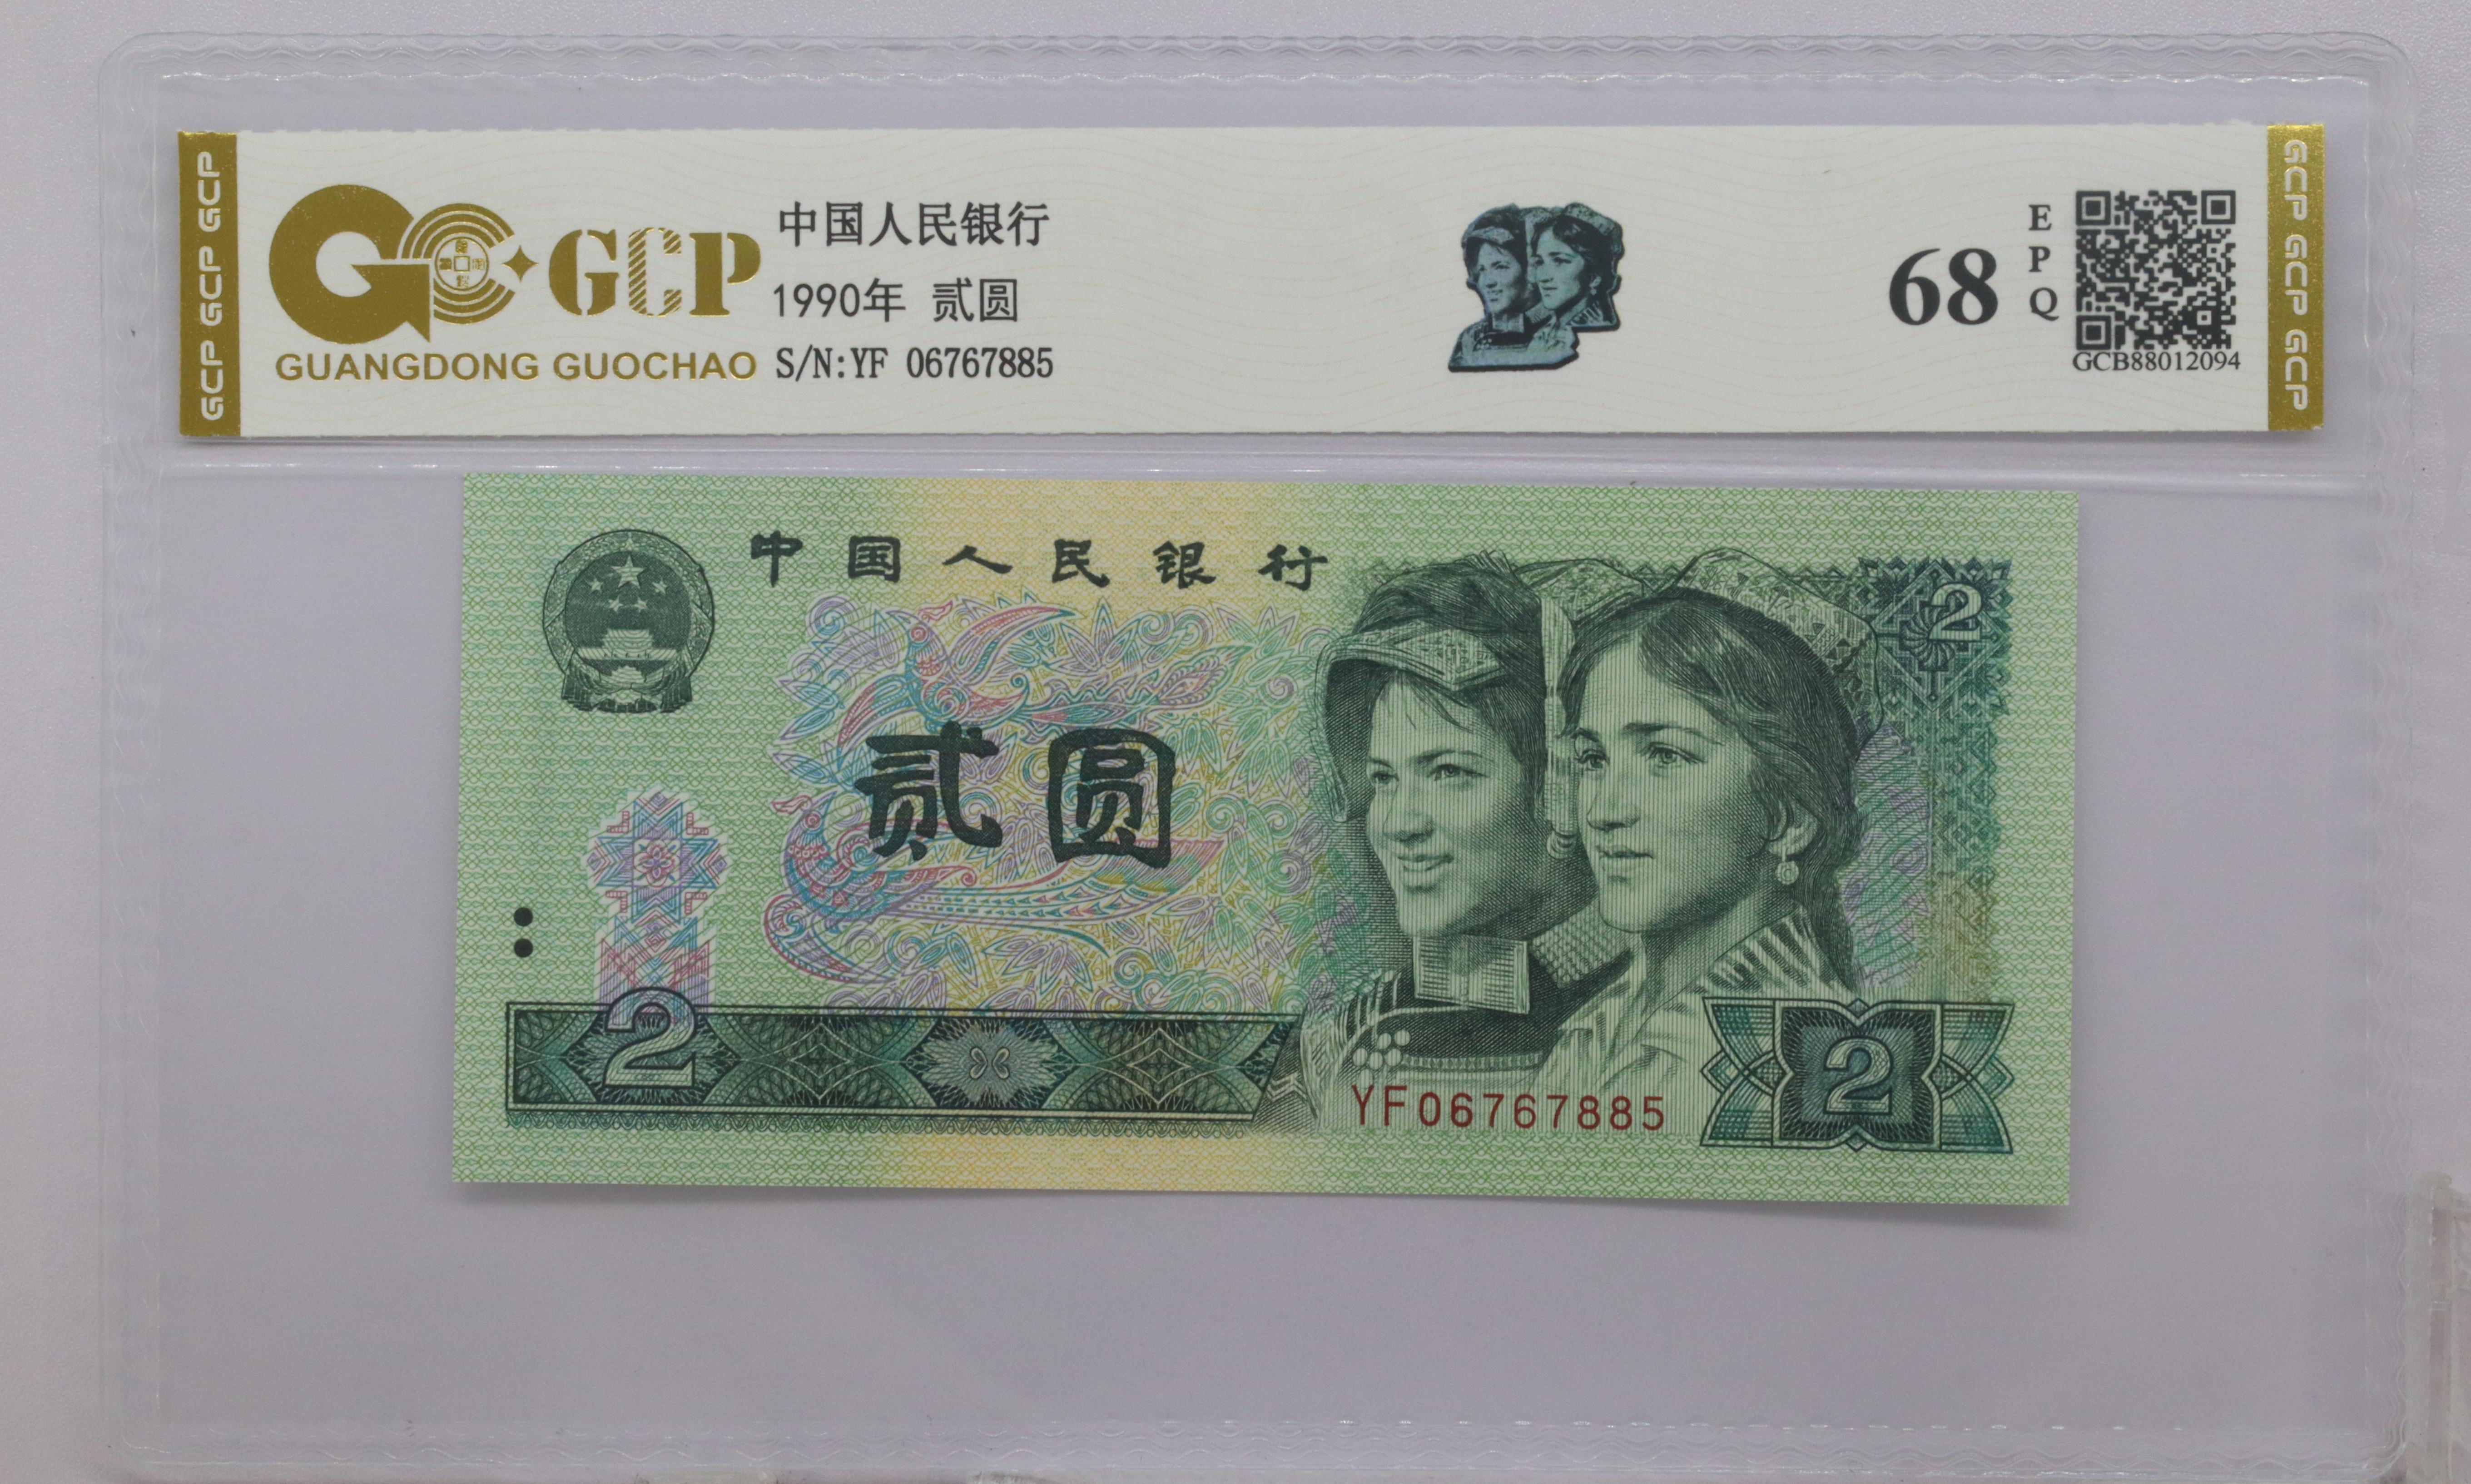 GCP GCP GCP
GCP
GUANGDONG GUOCHAO
中国人民银行
1990年 贰圆
S/N:YF 06767885
68
EPQ
GCB88012094
GCP GCP GCP
中国人民银行
2
贰圆
2
YF06767885
2